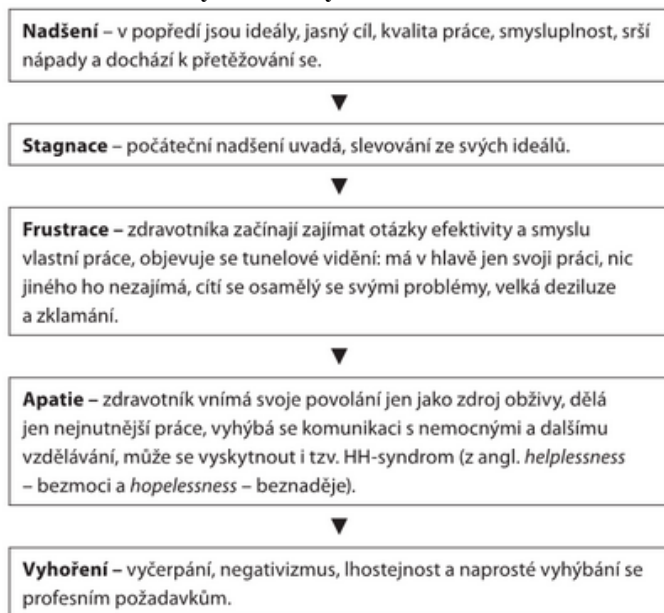 Nadšení – v popředí jsou ideály, jasný cíl, kvalita práce, smysluplnost, srší
nápady a dochází k přetěžování se.
Stagnace – počáteční nadšení uvadá, slevování ze svých ideálů.
Frustrace – zdravotníka začínají zajímat otázky efektivity a smyslu
vlastní práce, objevuje se tunelové vidění: má v hlavě jen svoji práci, nic
jiného ho nezajímá, cítí se osamělý se svými problémy, velká deziluze
a zklamání.
Apatie – zdravotník vnímá svoje povolání jen jako zdroj obživy, dělá
jen nejnutnější práce, vyhýbá se komunikaci s nemocnými a dalšímu
vzdělávání, může se vyskytnout i tzv. HH-syndrom (z angl. helplessness
– bezmoci a hopelessness – beznaděje).
Vyhoření – vyčerpání, negativizmus, lhostejnost a naprosté vyhýbání se
profesním požadavkům.